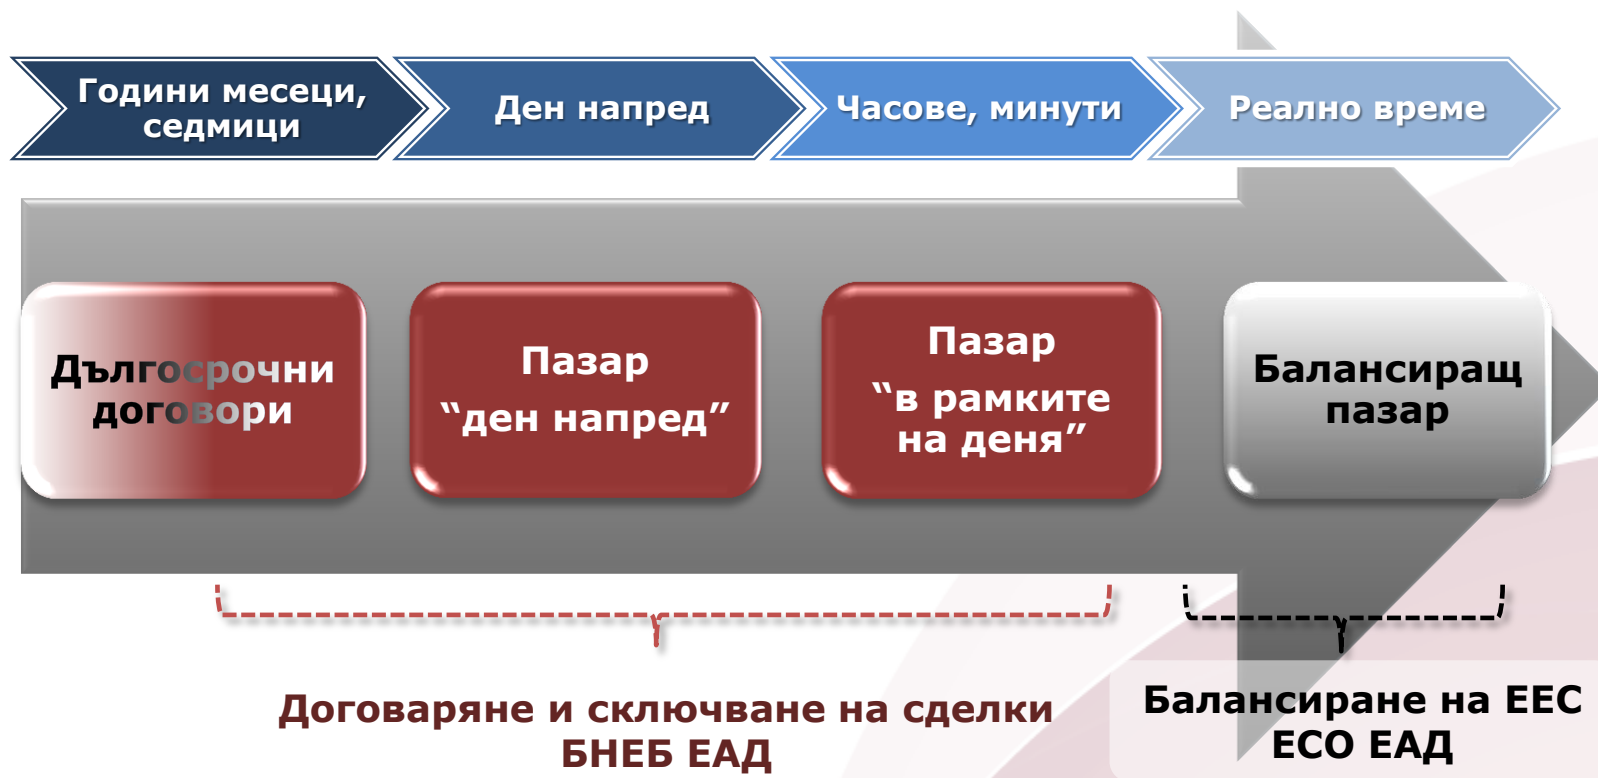 Години месеци,
седмици
Ден напред
Часове, минути
Реално време
Дългосрочни
договори
Пазар
“ден напред”
Пазар
“в рамките
на деня”
Балансиращ
пазар
Договаряне и сключване на сделки
БНЕБ ЕАД
Балансиране на ЕЕС
ЕСО ЕАД